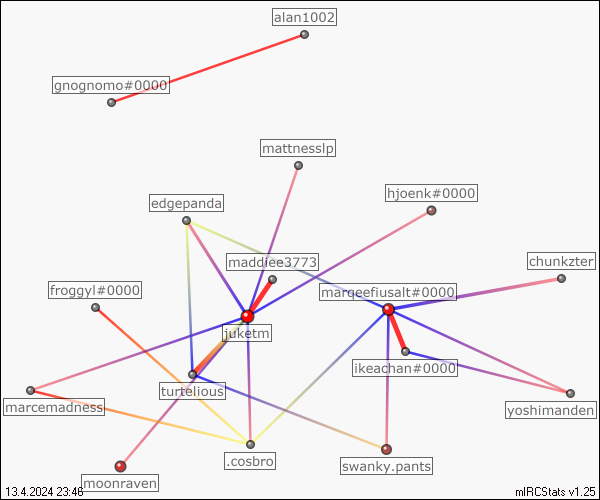 alan1002
gnognomo#0000
mattnesslp
hjoenk#0000
edgepanda
maddiee3773
chunkzter
froggyl#0000
marqeefiusalt#0000
juketm
ikeachan#0000
turtelious
marcemadness
yoshimanden
.cosbro
swanky.pants
moonraven
13.4.2024 23:46
mIRCStats v1.25